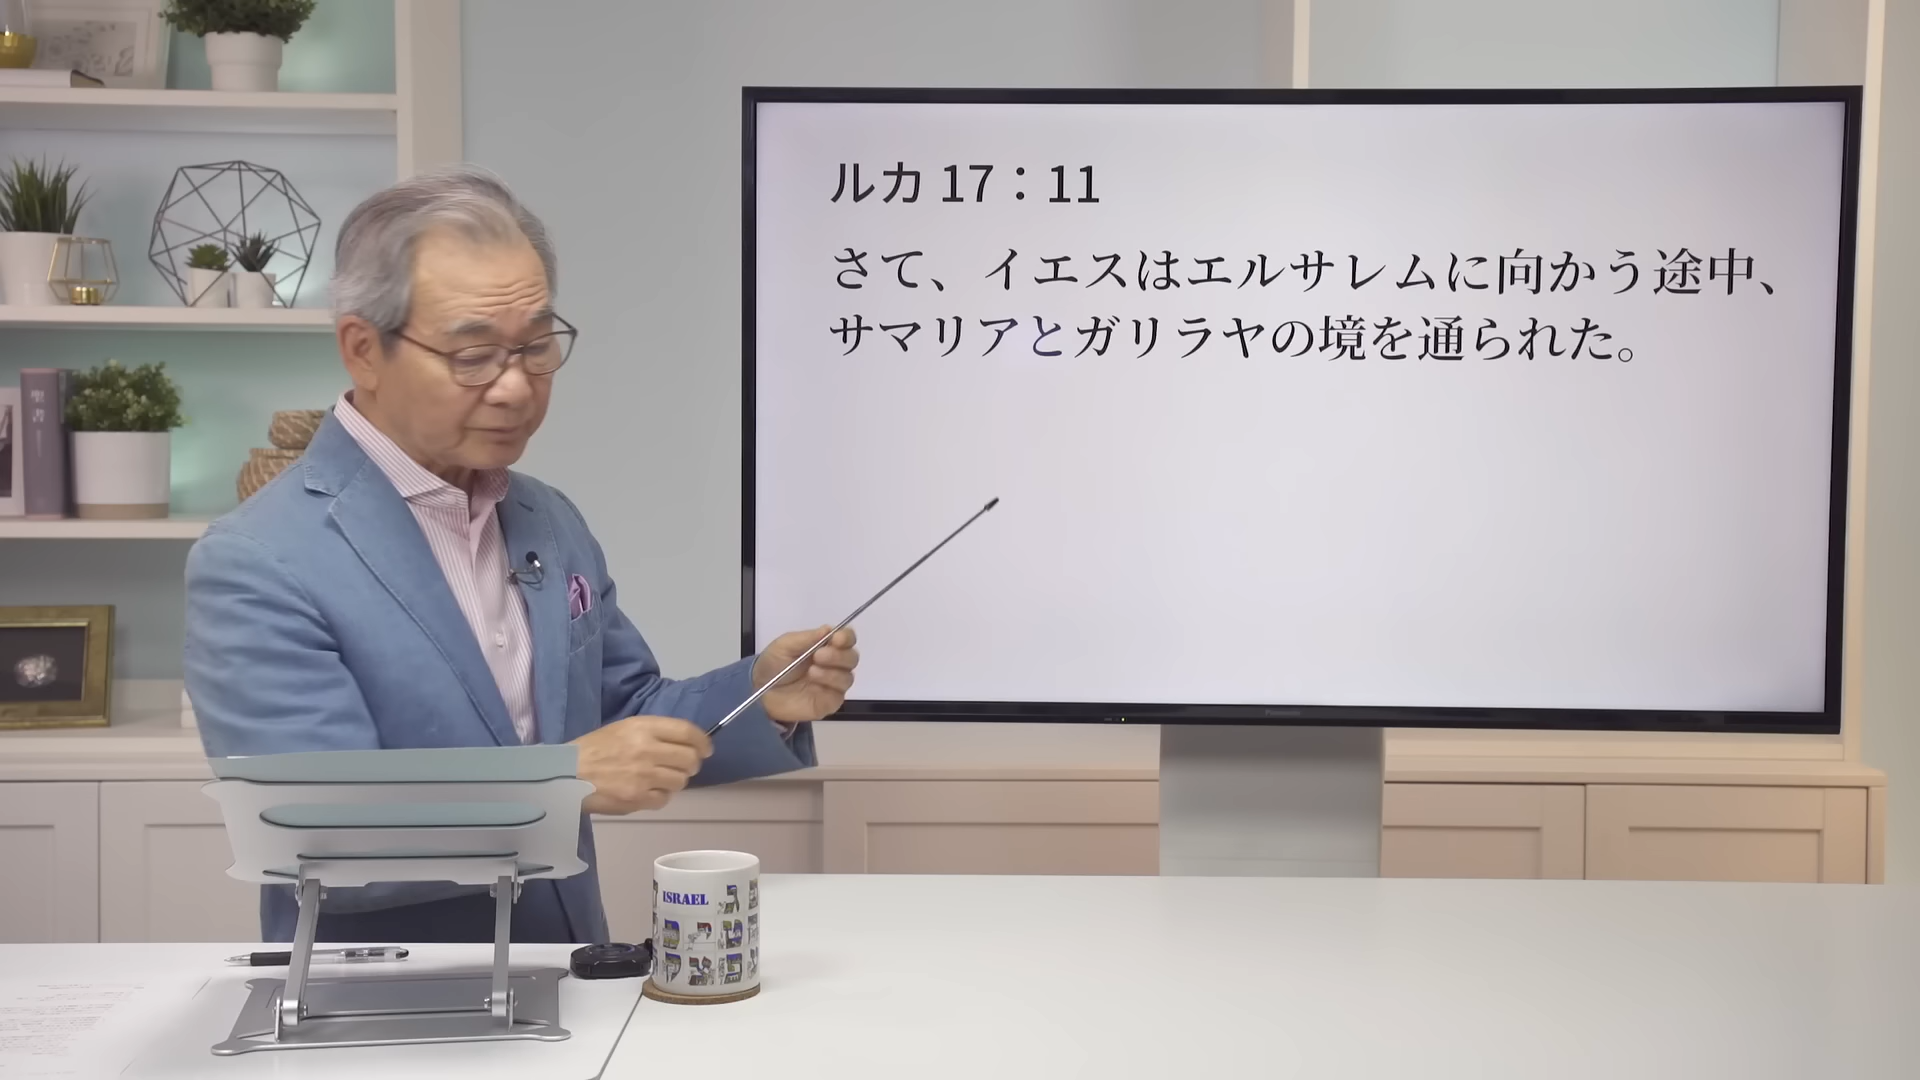 ルカ 17：11
さて、イエスはエルサレムに向かう途中、
サマリアとガリラヤの境を通られた。
聖書
ISRAEL